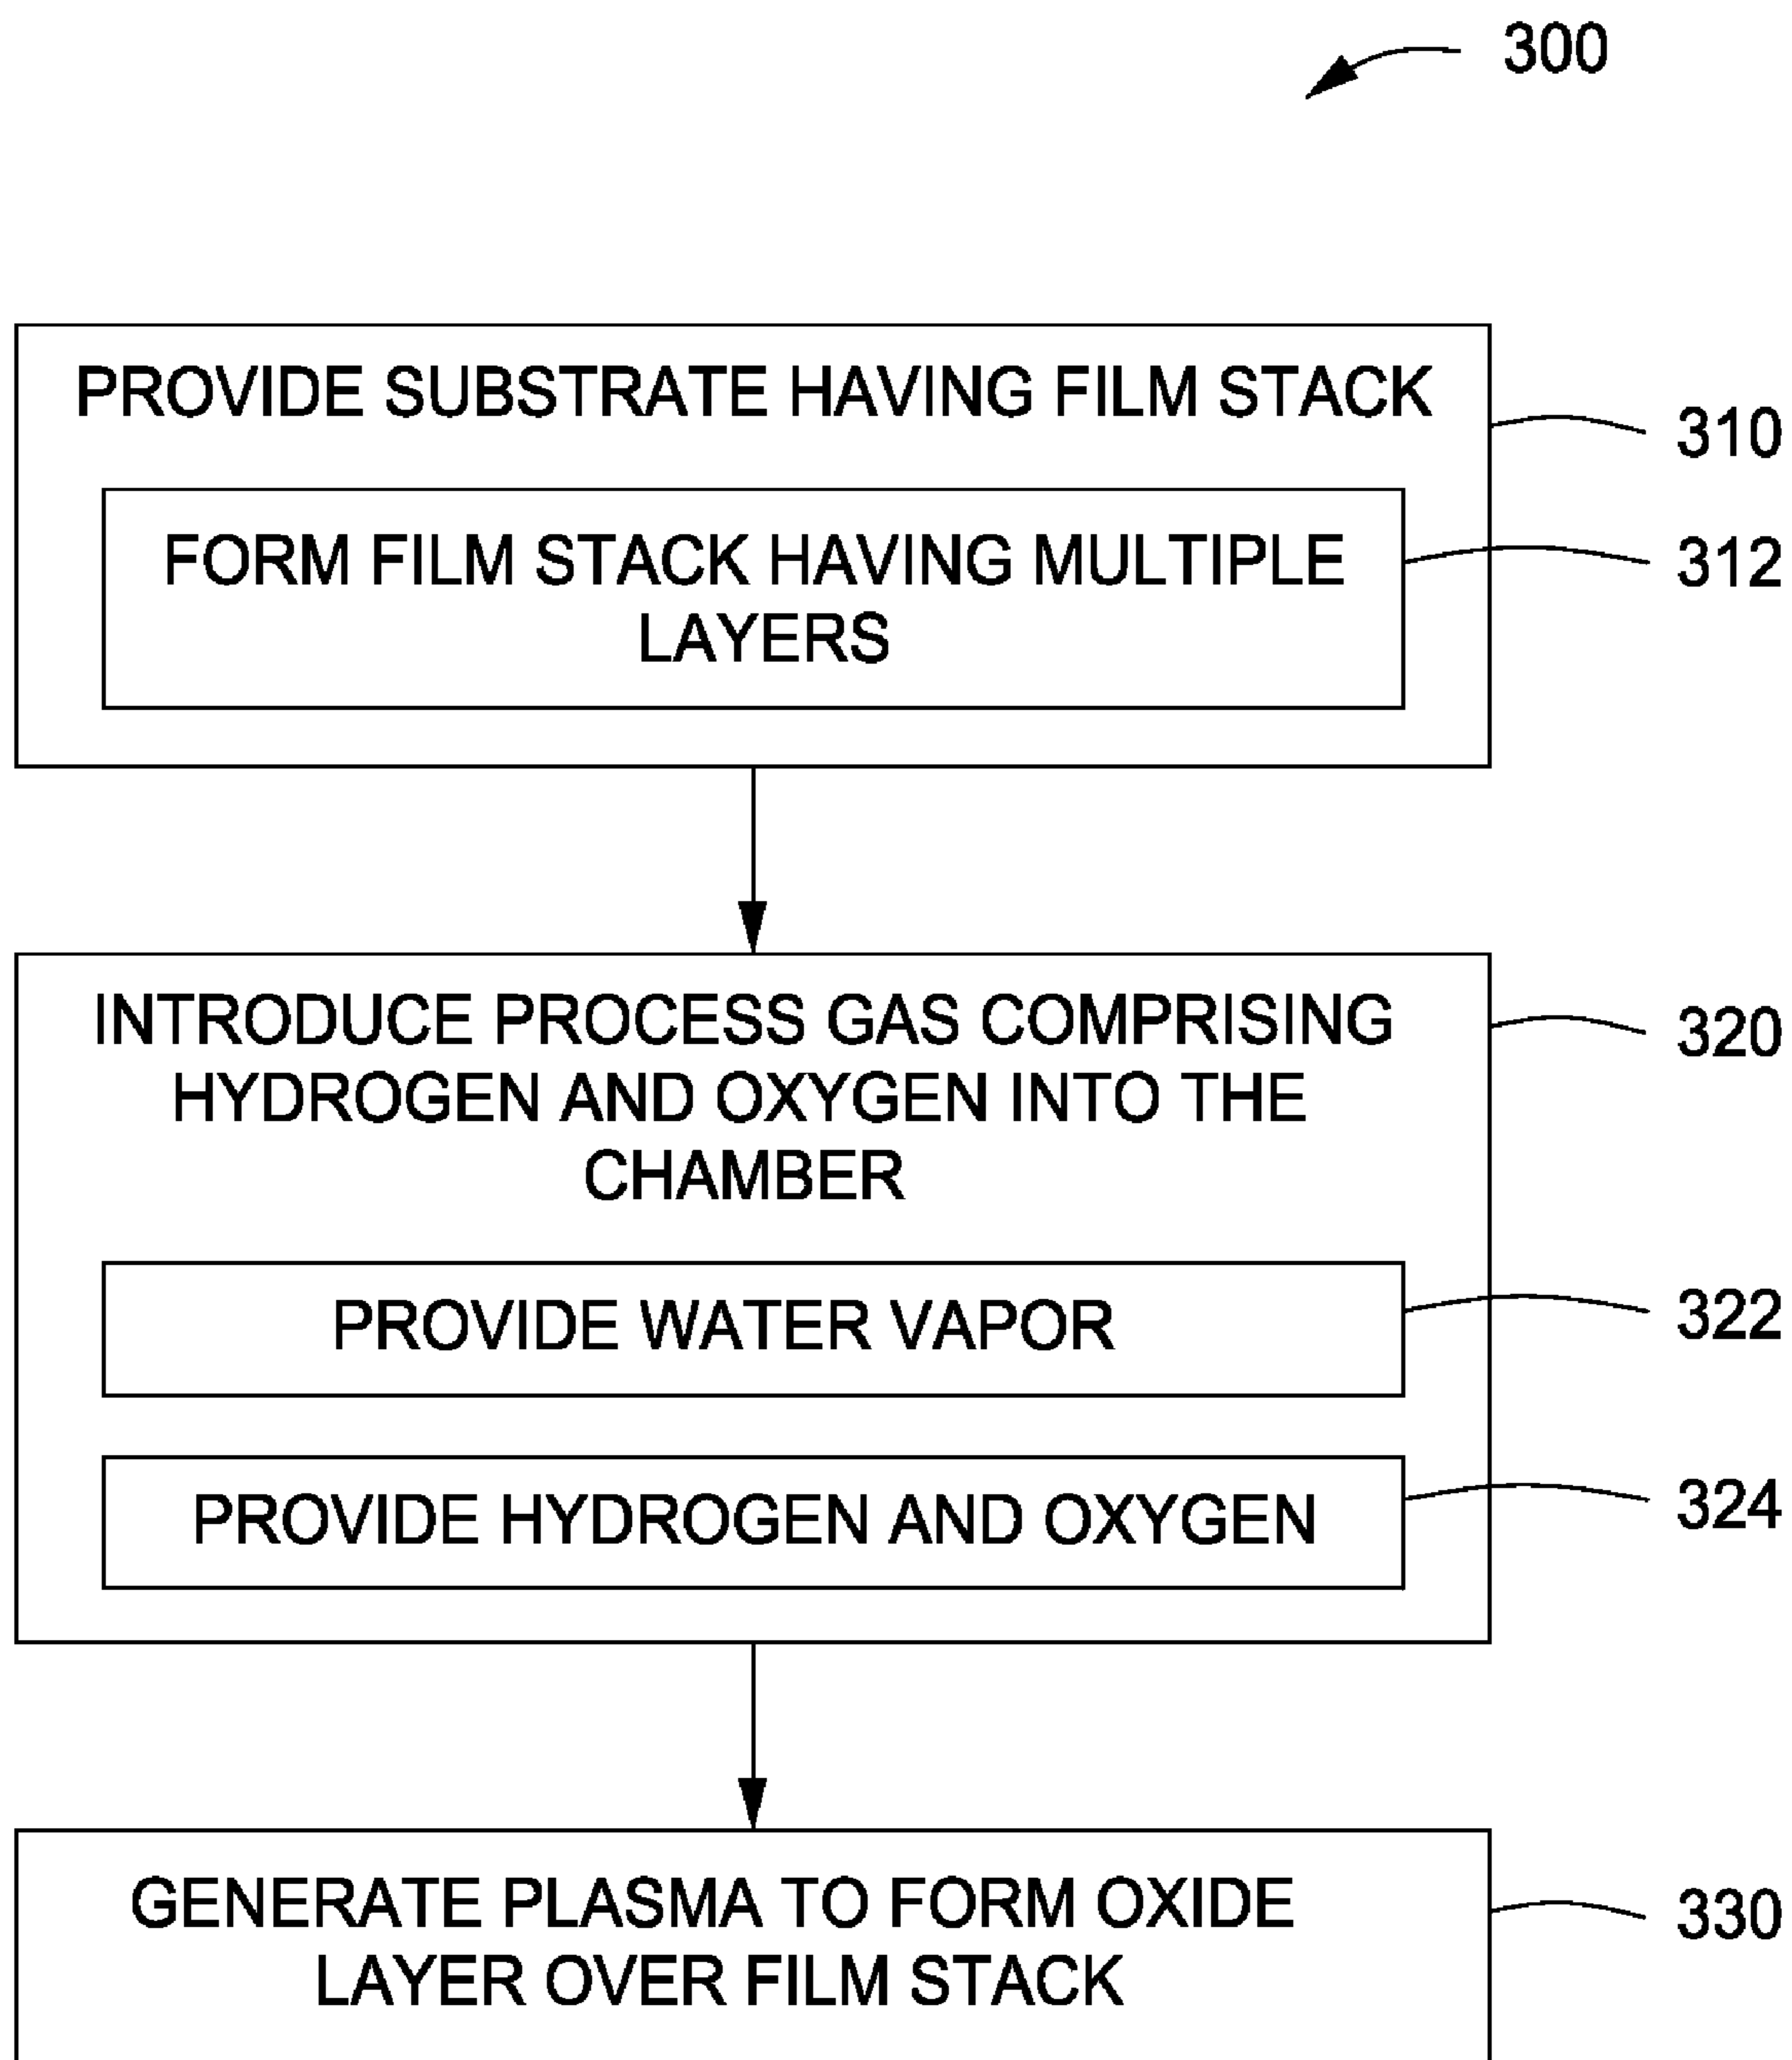 300
PROVIDE SUBSTRATE HAVING FILM STACK
310
FORM FILM STACK HAVING MULTIPLE
LAYERS
312
INTRODUCE PROCESS GAS COMPRISING
HYDROGEN AND OXYGEN INTO THE
CHAMBER
320
PROVIDE WATER VAPOR
322
PROVIDE HYDROGEN AND OXYGEN
324
GENERATE PLASMA TO FORM OXIDE
LAYER OVER FILM STACK
330